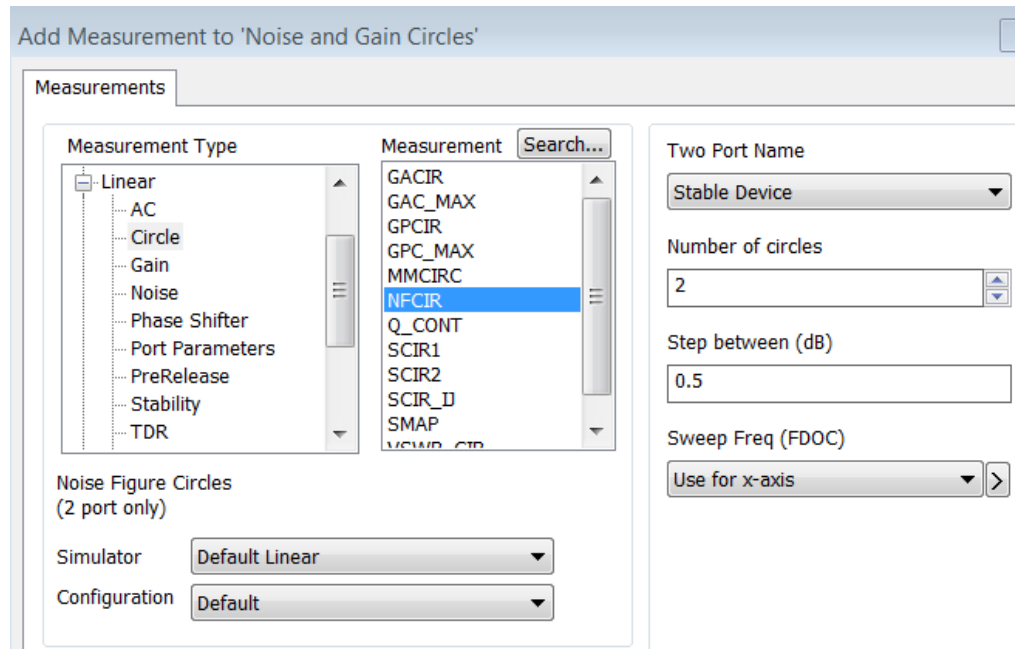 Add Measurement to 'Noise and Gain Circles'
Measurements
Measurement Type
Linear
AC
Circle
Gain
Noise
Phase Shifter
Port Parameters
PreRelease
Stability
TDR
Measurement
Search...
GACIR
GAC_MAX
GPCIR
GPC_MAX
MMCIRC
NFCIR
Q_CONT
SCIR1
SCIR2
SCIR_IJ
SMAP
VSWR_CIR
Noise Figure Circles
(2 port only)
Simulator
Default Linear
Configuration
Default
Two Port Name
Stable Device
Number of circles
2
Step between (dB)
0.5
Sweep Freq (FDOC)
Use for x-axis
>